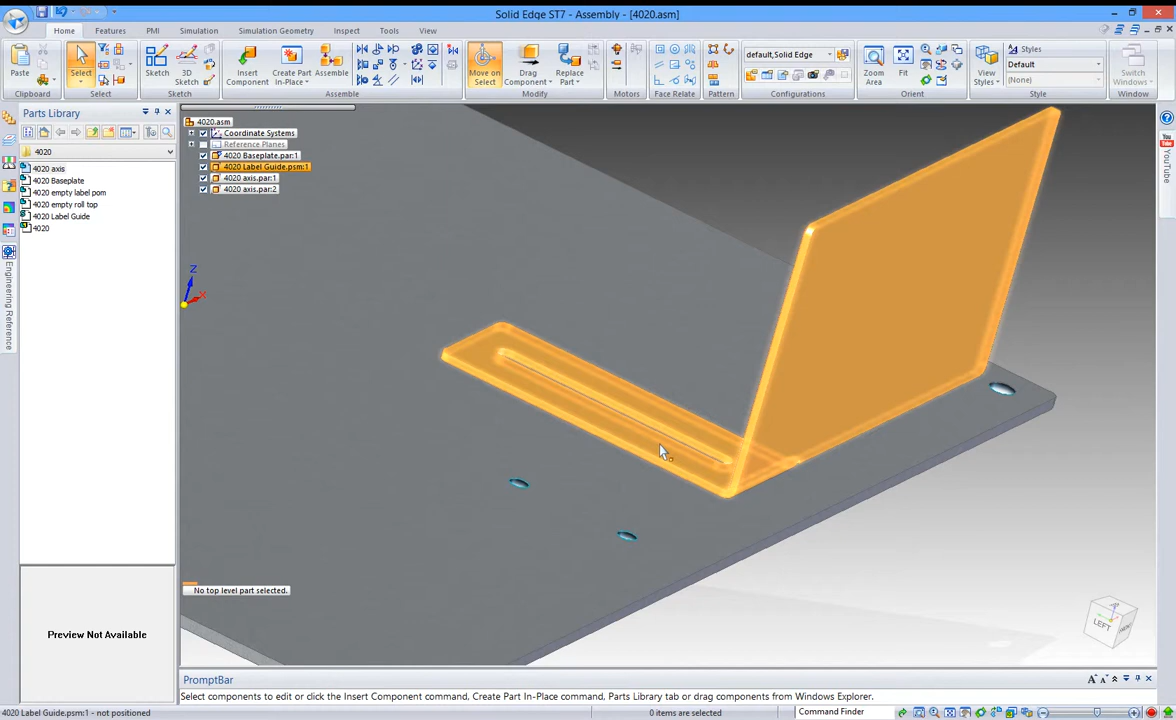 Solid Edge ST7 - Assembly - [4020.asm]
Home Features PMI Simulation Simulation Geometry Inspect Tools View
Paste
Clipboard
Select
Select
Sketch
3D Sketch
Sketch
Insert Component
Create Part In-Place
Assemble
Assemble
Move on Select
Drag Component
Replace Part
Modify
Motors
Face Relate
Pattern
default,Solid Edge
Configurations
Zoom Area
Fit
Orient
View Styles
Styles
Default
(None)
Style
Switch Windows
Window
Parts Library
4020
4020 axis
4020 Baseplate
4020 empty label pom
4020 empty roll top
4020 Label Guide
4020
Preview Not Available
Engineering Reference
4020.asm
Coordinate Systems
Reference Planes
4020 Baseplate.par:1
4020 Label Guide.psm:1
4020 axis.par:1
4020 axis.par:2
Z
X
No top level part selected.
LEFT
YouTube
PromptBar
Select components to edit or click the Insert Component command, Create Part In-Place command, Parts Library tab or drag components from Windows Explorer.
4020 Label Guide.psm:1 - not positioned
0 items are selected
Command Finder